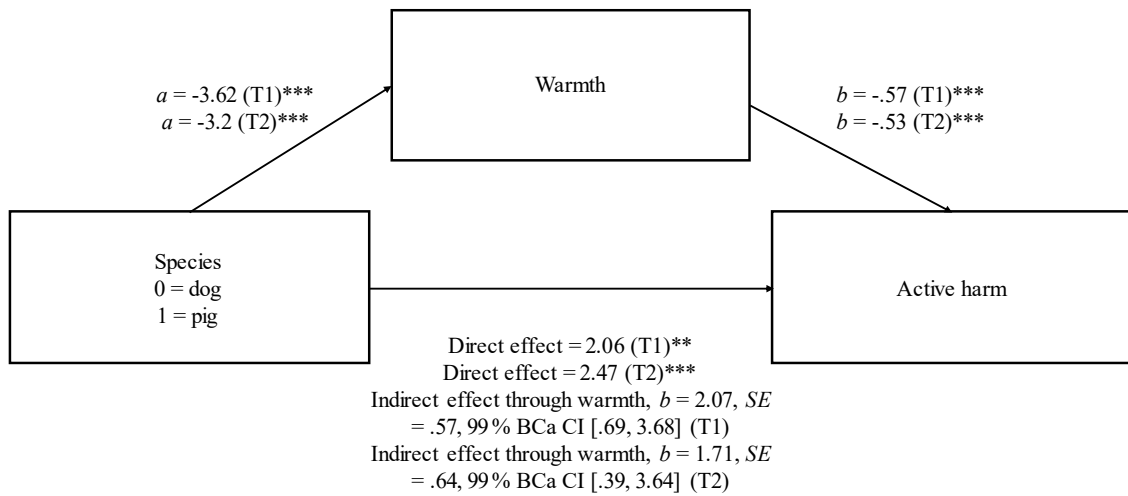 Warmth
a = -3.62 (T1)***
a = -3.2 (T2)***
b = -.57 (T1)***
b = -.53 (T2)***
Species
0 = dog
1 = pig
Active harm
Direct effect = 2.06 (T1)**
Direct effect = 2.47 (T2)***
Indirect effect through warmth, b = 2.07, SE
= .57, 99% BCa CI [.69, 3.68] (T1)
Indirect effect through warmth, b = 1.71, SE
= .64, 99% BCa CI [.39, 3.64] (T2)